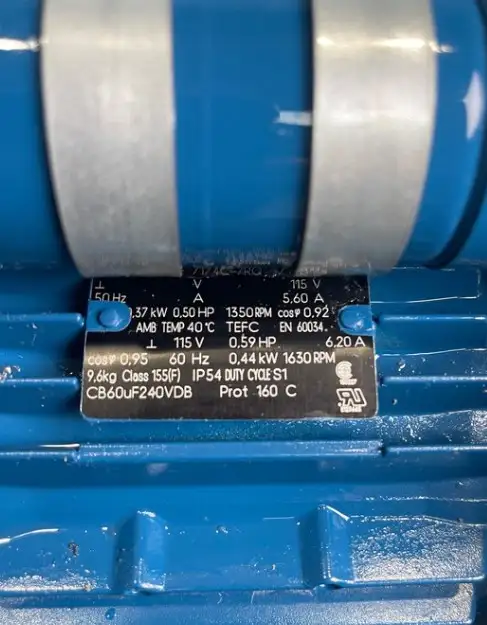 ⊥ V 115 V
50 Hz A 5.60 A
0,37 kW 0,50 HP 1350 RPM cosφ 0,92
AMB TEMP 40 °C TEFC EN 60034
⊥ 115 V 0,59 HP 6.20 A
cosφ 0,95 60 Hz 0,44 kW 1630 RPM
9,6kg Class 155(F) IP54 DUTY CYCLE S1
CB60uF240VDB Prot 160 C